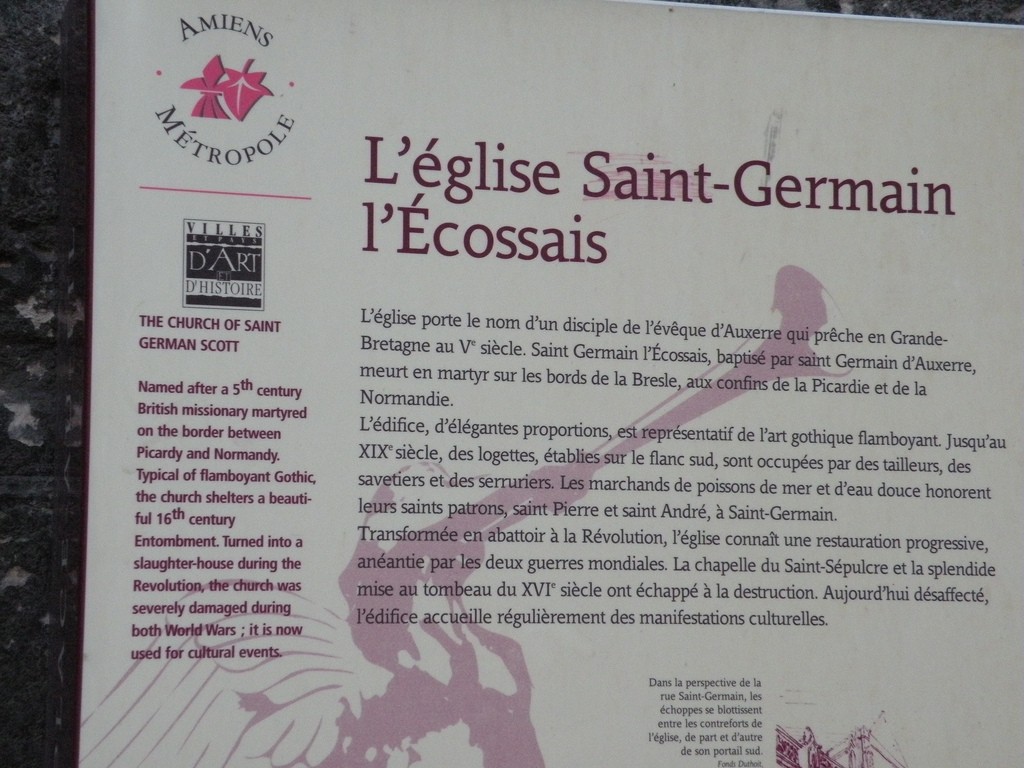 AMIENS
MÉTROPOLE
VILLES
ET PAYS
D'ART
ET
D'HISTOIRE
THE CHURCH OF SAINT
GERMAN SCOTT
Named after a 5th century
British missionary martyred
on the border between
Picardy and Normandy.
Typical of flamboyant Gothic,
the church shelters a beauti-
ful 16th century
Entombment. Turned into a
slaughter-house during the
Revolution, the church was
severely damaged during
both World Wars ; it is now
used for cultural events.
L'église Saint-Germain
l'Écossais
L'église porte le nom d'un disciple de l'évêque d'Auxerre qui prêche en Grande-
Bretagne au Ve siècle. Saint Germain l'Écossais, baptisé par saint Germain d'Auxerre,
meurt en martyr sur les bords de la Bresle, aux confins de la Picardie et de la
Normandie.
L'édifice, d'élégantes proportions, est représentatif de l'art gothique flamboyant. Jusqu'au
XIXe siècle, des logettes, établies sur le flanc sud, sont occupées par des tailleurs, des
savetiers et des serruriers. Les marchands de poissons de mer et d'eau douce honorent
leurs saints patrons, saint Pierre et saint André, à Saint-Germain.
Transformée en abattoir à la Révolution, l'église connaît une restauration progressive,
anéantie par les deux guerres mondiales. La chapelle du Saint-Sépulcre et la splendide
mise au tombeau du XVIe siècle ont échappé à la destruction. Aujourd'hui désaffecté,
l'édifice accueille régulièrement des manifestations culturelles.
Dans la perspective de la
rue Saint-Germain, les
échoppes se blottissent
entre les contreforts de
l'église, de part et d'autre
de son portail sud.
Fonds Duthoit.